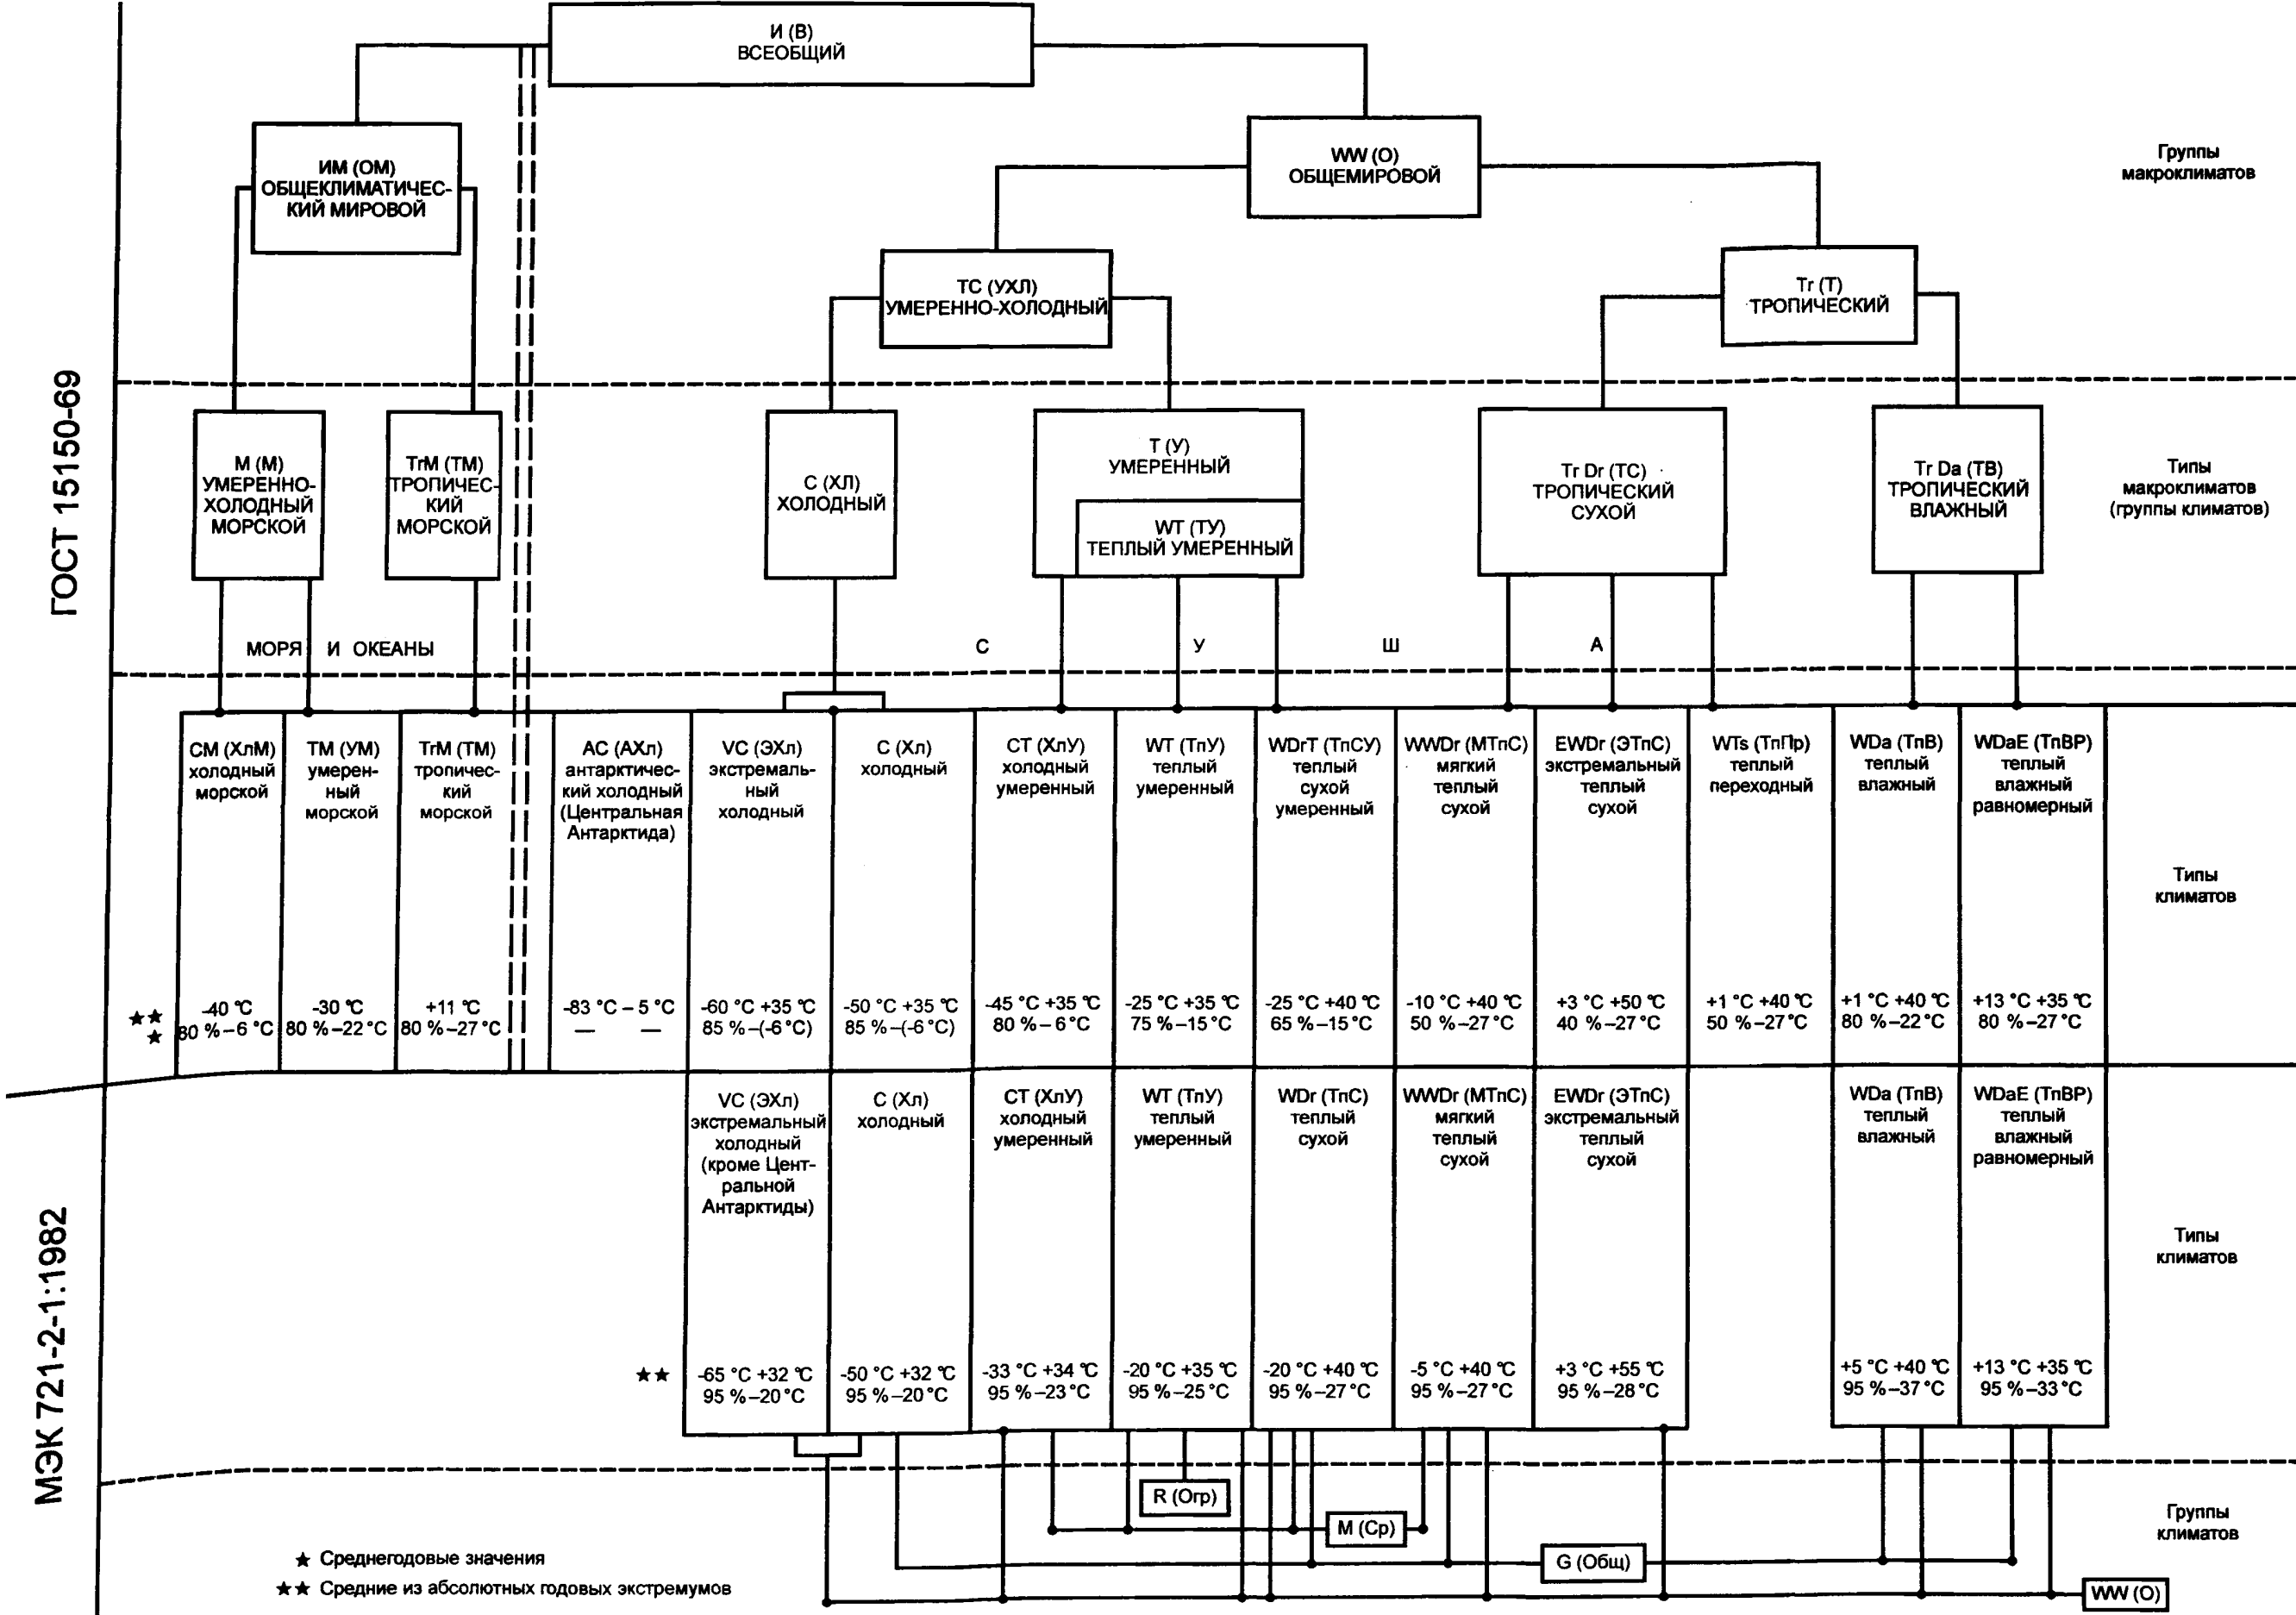 И (В)
ВСЕОБЩИЙ
ИМ (ОМ)
ОБЩЕКЛИМАТИЧЕС-
КИЙ МИРОВОЙ
WW (О)
ОБЩЕМИРОВОЙ
Группы
макроклиматов
ТС (УХЛ)
УМЕРЕННО-ХОЛОДНЫЙ
Tr (Т)
ТРОПИЧЕСКИЙ
ГОСТ 15150-69
М (М)
УМЕРЕННО-
ХОЛОДНЫЙ
МОРСКОЙ
TrM (ТМ)
ТРОПИЧЕС-
КИЙ
МОРСКОЙ
С (ХЛ)
ХОЛОДНЫЙ
Т (У)
УМЕРЕННЫЙ
WT (ТУ)
ТЕПЛЫЙ УМЕРЕННЫЙ
Tr Dr (ТС)
ТРОПИЧЕСКИЙ
СУХОЙ
Tr Da (ТВ)
ТРОПИЧЕСКИЙ
ВЛАЖНЫЙ
Типы
макроклиматов
(группы климатов)
МОРЯ И ОКЕАНЫ
С У Ш А
СМ (ХлМ)
холодный
морской
ТМ (УМ)
умерен-
ный
морской
TrM (ТМ)
тропичес-
кий
морской
АС (АХл)
антарктичес-
кий холодный
(Центральная
Антарктида)
VC (ЭХл)
экстремаль-
ный
холодный
С (Хл)
холодный
СТ (ХлУ)
холодный
умеренный
WT (ТпУ)
теплый
умеренный
WDrT (ТпСУ)
теплый
сухой
умеренный
WWDr (МТпС)
мягкий
теплый
сухой
EWDr (ЭТпС)
экстремальный
теплый
сухой
WTs (ТпПр)
теплый
переходный
WDa (ТпВ)
теплый
влажный
WDaE (ТпВР)
теплый
влажный
равномерный
Типы
климатов
★★
★
-40 °С
80 %–6 °С
-30 °С
80 %–22 °С
+11 °С
80 %–27 °С
-83 °С – 5 °С
— —
-60 °С +35 °С
85 %–(-6 °С)
-50 °С +35 °С
85 %–(-6 °С)
-45 °С +35 °С
80 %– 6 °С
-25 °С +35 °С
75 %–15 °С
-25 °С +40 °С
65 %–15 °С
-10 °С +40 °С
50 %–27 °С
+3 °С +50 °С
40 %–27 °С
+1 °С +40 °С
50 %–27 °С
+1 °С +40 °С
80 %–22 °С
+13 °С +35 °С
80 %–27 °С
МЭК 721-2-1:1982
VC (ЭХл)
экстремальный
холодный
(кроме Цент-
ральной
Антарктиды)
С (Хл)
холодный
СТ (ХлУ)
холодный
умеренный
WT (ТпУ)
теплый
умеренный
WDr (ТпС)
теплый
сухой
WWDr (МТпС)
мягкий
теплый
сухой
EWDr (ЭТпС)
экстремальный
теплый
сухой
WDa (ТпВ)
теплый
влажный
WDaE (ТпВР)
теплый
влажный
равномерный
Типы
климатов
★★
-65 °С +32 °С
95 %–20 °С
-50 °С +32 °С
95 %–20 °С
-33 °С +34 °С
95 %–23 °С
-20 °С +35 °С
95 %–25 °С
-20 °С +40 °С
95 %–27 °С
-5 °С +40 °С
95 %–27 °С
+3 °С +55 °С
95 %–28 °С
+5 °С +40 °С
95 %–37 °С
+13 °С +35 °С
95 %–33 °С
R (Огр)
М (Ср)
G (Общ)
WW (О)
Группы
климатов
★ Среднегодовые значения
★★ Средние из абсолютных годовых экстремумов